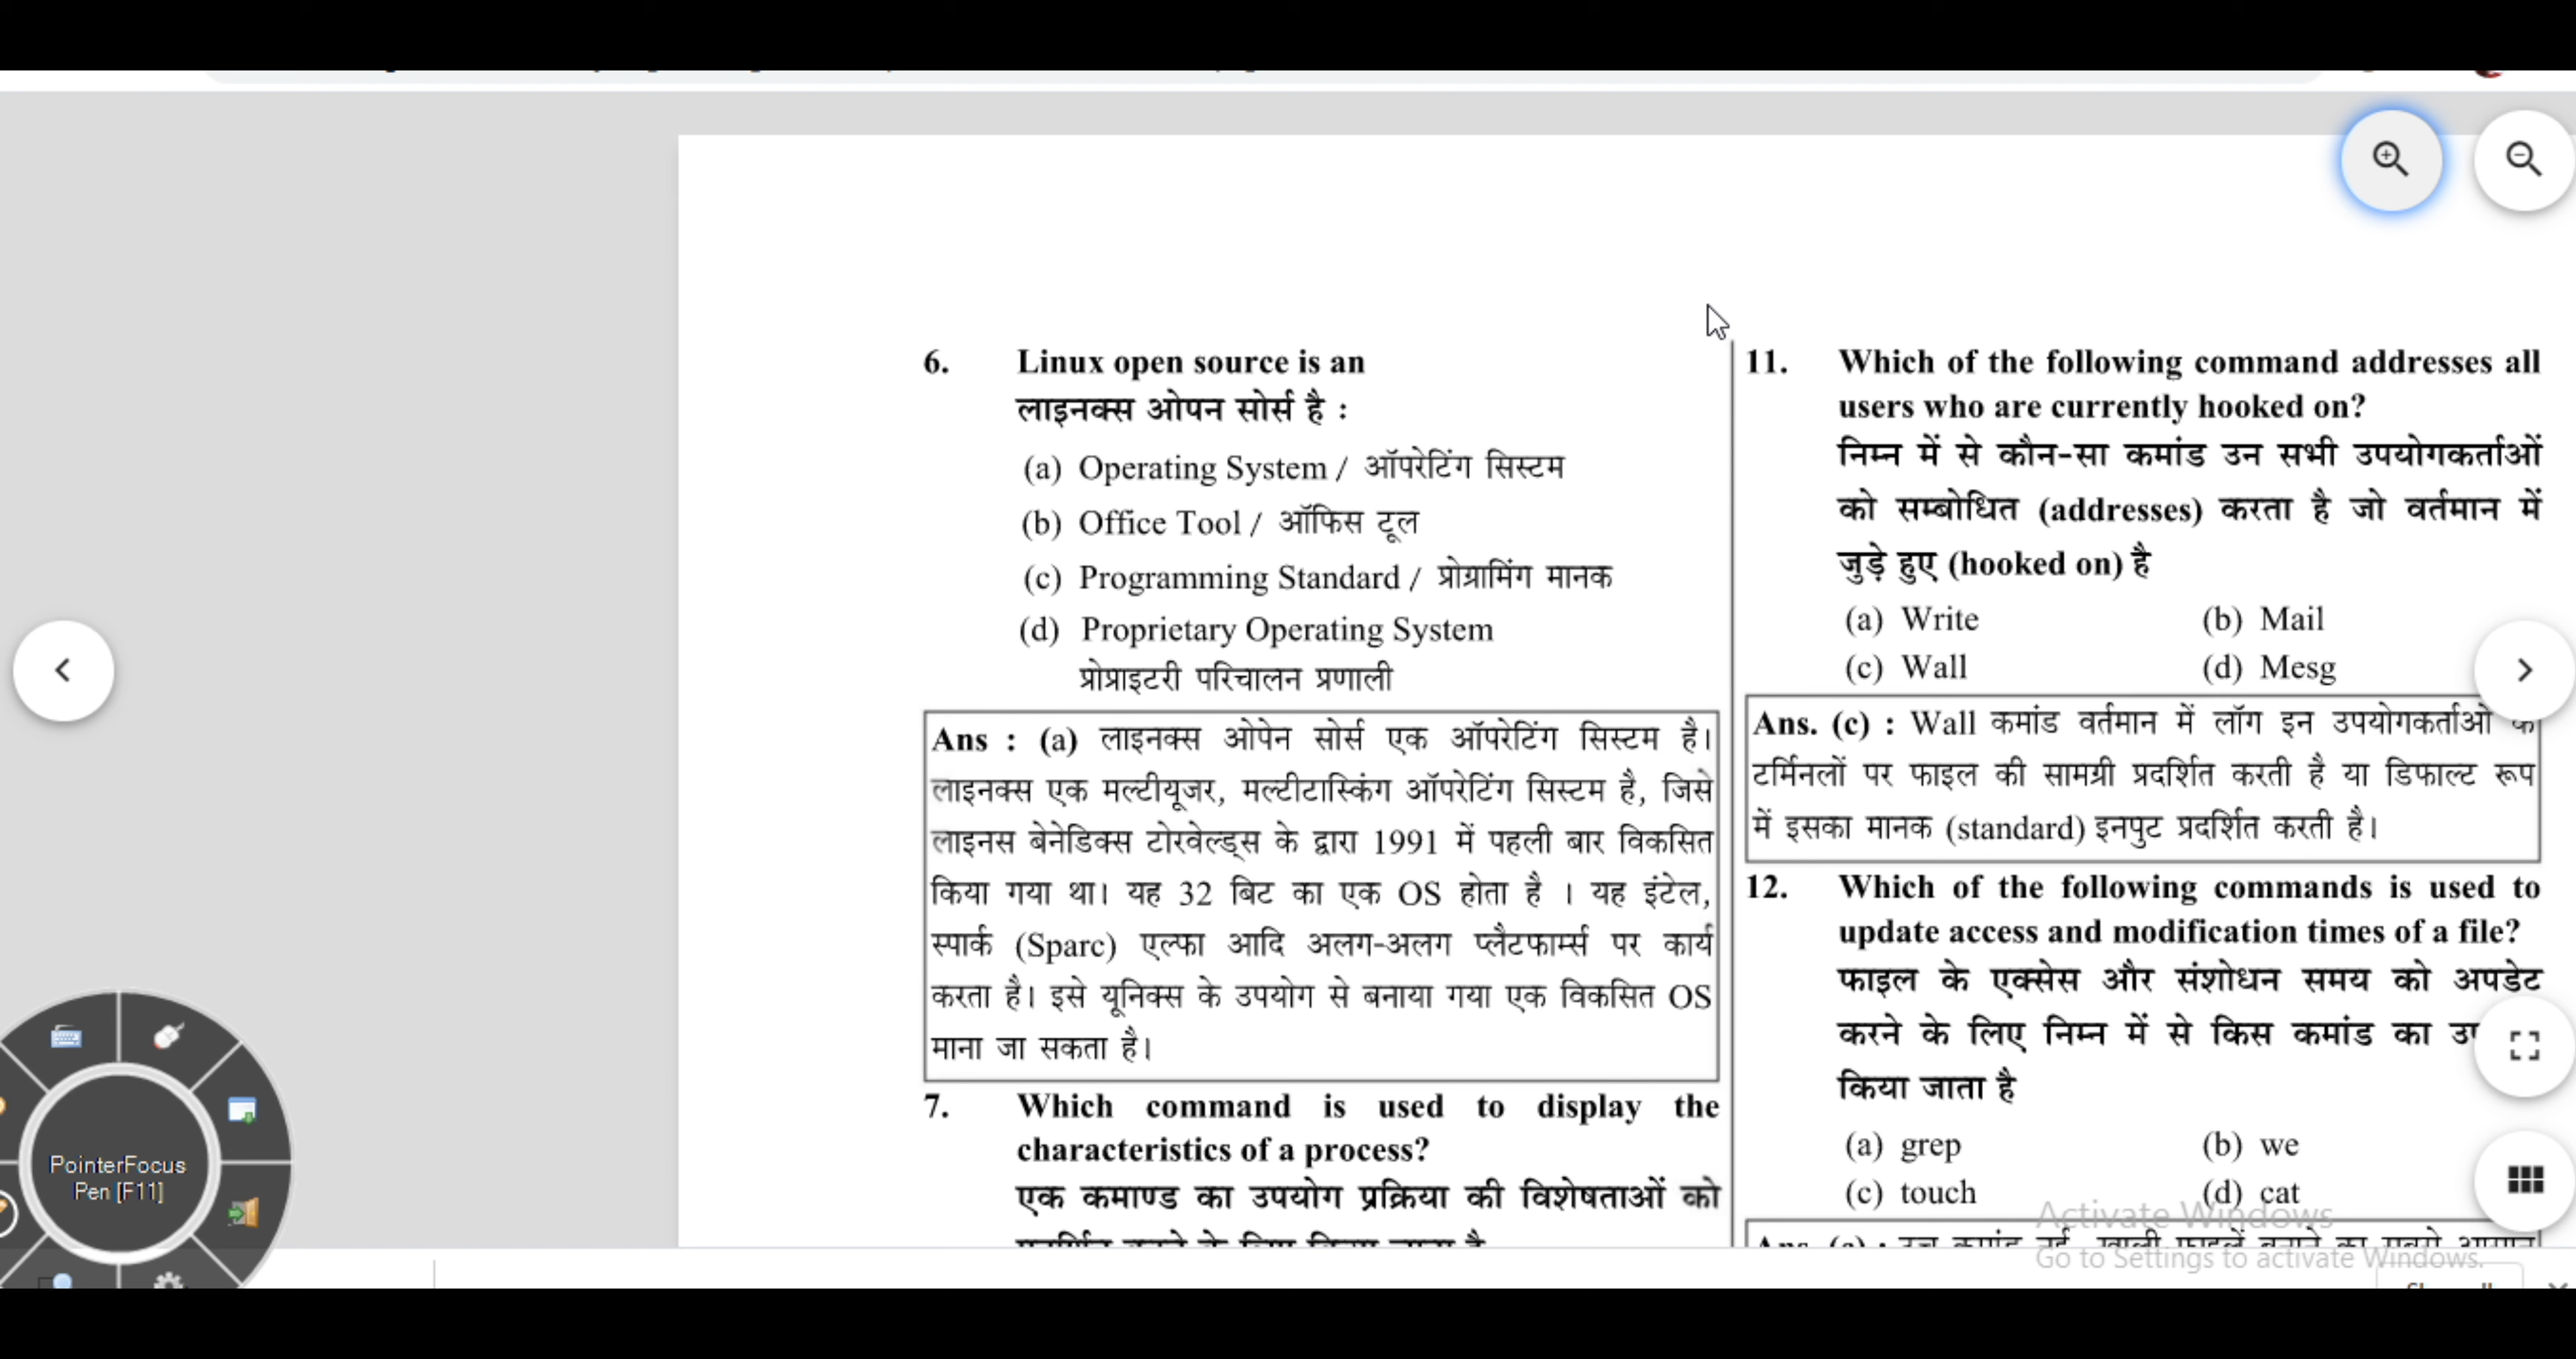 6. Linux open source is an
लाइनक्स ओपन सोर्स है :
(a) Operating System / ऑपरेटिंग सिस्टम
(b) Office Tool / ऑफिस टूल
(c) Programming Standard / प्रोग्रामिंग मानक
(d) Proprietary Operating System
प्रोप्राइटरी परिचालन प्रणाली
Ans : (a) लाइनक्स ओपेन सोर्स एक ऑपरेटिंग सिस्टम है।
लाइनक्स एक मल्टीयूजर, मल्टीटास्किंग ऑपरेटिंग सिस्टम है, जिसे
लाइनस बेनेडिक्स टोरवेल्ड्स के द्वारा 1991 में पहली बार विकसित
किया गया था। यह 32 बिट का एक OS होता है । यह इंटेल,
स्पार्क (Sparc) एल्फा आदि अलग-अलग प्लैटफार्म्स पर कार्य
करता है। इसे यूनिक्स के उपयोग से बनाया गया एक विकसित OS
माना जा सकता है।
7. Which command is used to display the
characteristics of a process?
एक कमाण्ड का उपयोग प्रक्रिया की विशेषताओं को
11. Which of the following command addresses all
users who are currently hooked on?
निम्न में से कौन-सा कमांड उन सभी उपयोगकर्ताओं
को सम्बोधित (addresses) करता है जो वर्तमान में
जुड़े हुए (hooked on) है
(a) Write (b) Mail
(c) Wall (d) Mesg
Ans. (c) : Wall कमांड वर्तमान में लॉग इन उपयोगकर्ताओं
टर्मिनलों पर फाइल की सामग्री प्रदर्शित करती है या डिफाल्ट रूप
में इसका मानक (standard) इनपुट प्रदर्शित करती है।
12. Which of the following commands is used to
update access and modification times of a file?
फाइल के एक्सेस और संशोधन समय को अपडेट
करने के लिए निम्न में से किस कमांड का
किया जाता है
(a) grep (b) we
(c) touch (d) cat
Activate Windows
Go to Settings to activate Windows.
PointerFocus
Pen [F11]